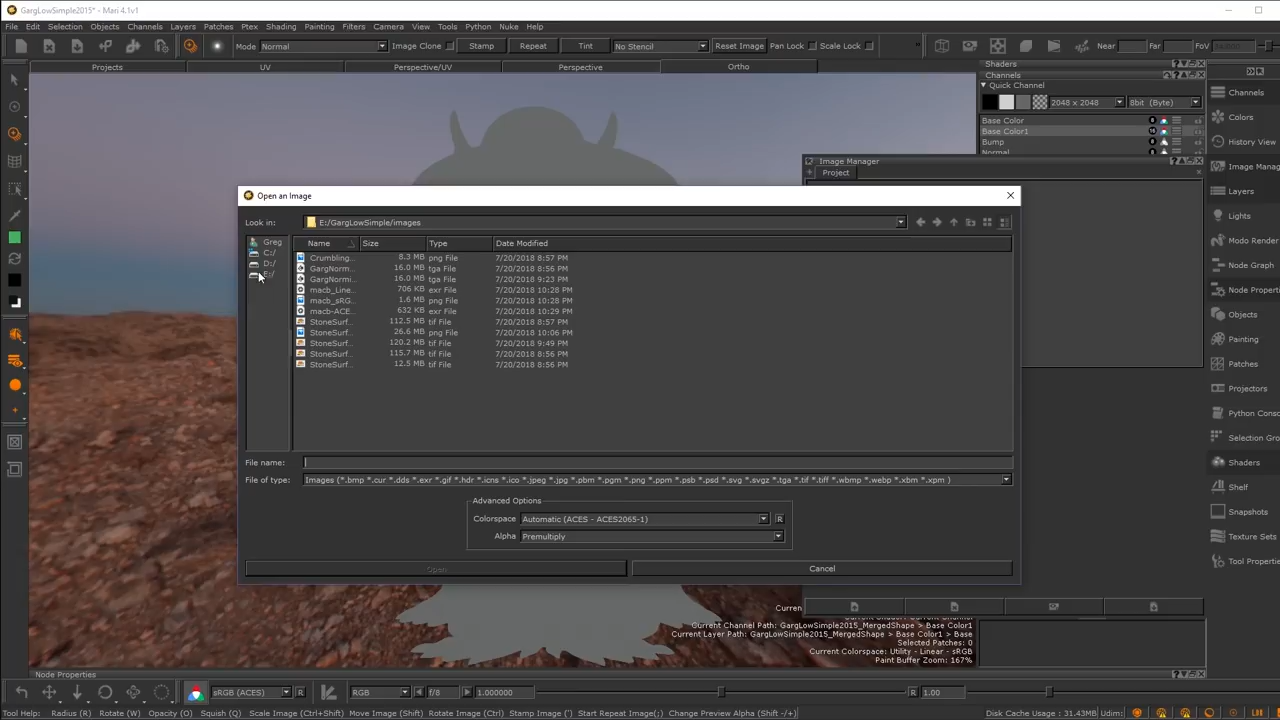 GargLowSimple2015* - Mari 4.1v1
File Edit Selection Objects Channels Layers Patches Ptex Shading Painting Filters Camera View Tools Python Nuke Help
Mode Normal Image Clone Stamp Repeat Tint No Stencil Reset Image Pan Lock Scale Lock » Near Far FoV
Projects UV Perspective/UV Perspective Ortho
Shaders
Channels
Quick Channel
2048 x 2048 8bit (Byte)
Base Color
Base Color1
Bump
Normal
Image Manager
Project
Open an Image
Look in: E:/GargLowSimple/images
Greg
C:/
D:/
E:/
Name Size Type Date Modified
Crumbling... 8.3 MB png File 7/20/2018 8:57 PM
GargNorm... 16.0 MB tga File 7/20/2018 8:56 PM
GargNormi... 16.0 MB tga File 7/20/2018 9:23 PM
macb_Line... 706 KB exr File 7/20/2018 10:28 PM
macb_sRG... 1.6 MB png File 7/20/2018 10:28 PM
macb-ACE... 632 KB exr File 7/20/2018 10:29 PM
StoneSurf... 112.5 MB tif File 7/20/2018 8:57 PM
StoneSurf... 26.6 MB png File 7/20/2018 10:06 PM
StoneSurf... 120.2 MB tif File 7/20/2018 9:49 PM
StoneSurf... 115.7 MB tif File 7/20/2018 8:56 PM
StoneSurf... 12.5 MB tif File 7/20/2018 8:56 PM
File name:
File of type: Images (*.bmp *.cur *.dds *.exr *.gif *.hdr *.icns *.ico *.jpeg *.jpg *.pbm *.pgm *.png *.ppm *.psb *.psd *.svg *.svgz *.tga *.tif *.tiff *.wbmp *.webp *.xbm *.xpm )
Advanced Options
Colorspace Automatic (ACES - ACES2065-1) R
Alpha Premultiply
Open Cancel
Channels
Colors
History View
Image Manag
Layers
Lights
Modo Render
Node Graph
Node Properti
Objects
Painting
Patches
Projectors
Python Conso
Selection Gro
Shaders
Shelf
Snapshots
Texture Sets
Tool Properti
Current Channel Path: GargLowSimple2015_MergedShape > Base Color1
Current Layer Path: GargLowSimple2015_MergedShape > Base Color1 > Base
Selected Patches: 0
Current Colorspace: Utility - Linear - sRGB
Paint Buffer Zoom: 167%
Node Properties
sRGB (ACES) R RGB f/8 1.000000 R 1.00
Tool Help: Radius (R) Rotate (W) Opacity (O) Squish (Q) Scale Image (Ctrl+Shift) Move Image (Shift) Rotate Image (Ctrl) Stamp Image (') Start Repeat Image(;) Change Preview Alpha (Shift -/+) Disk Cache Usage : 31.43MB Udim: